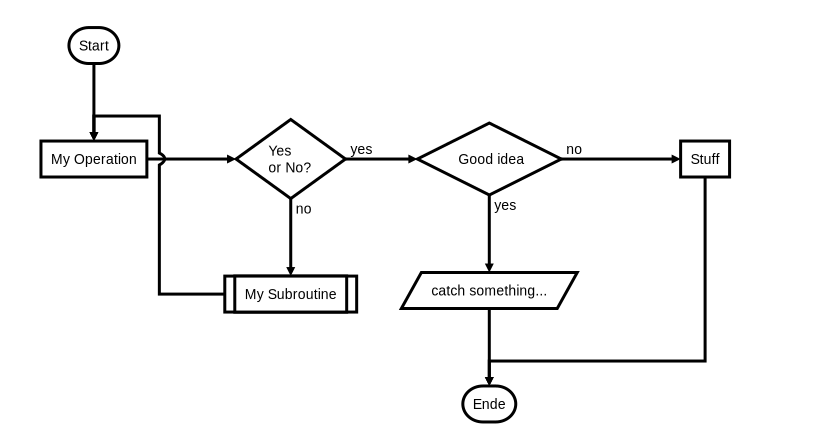 Start
My Operation
Yes
or No?
yes
Good idea
no
Stuff
no
yes
My Subroutine
catch something...
Ende